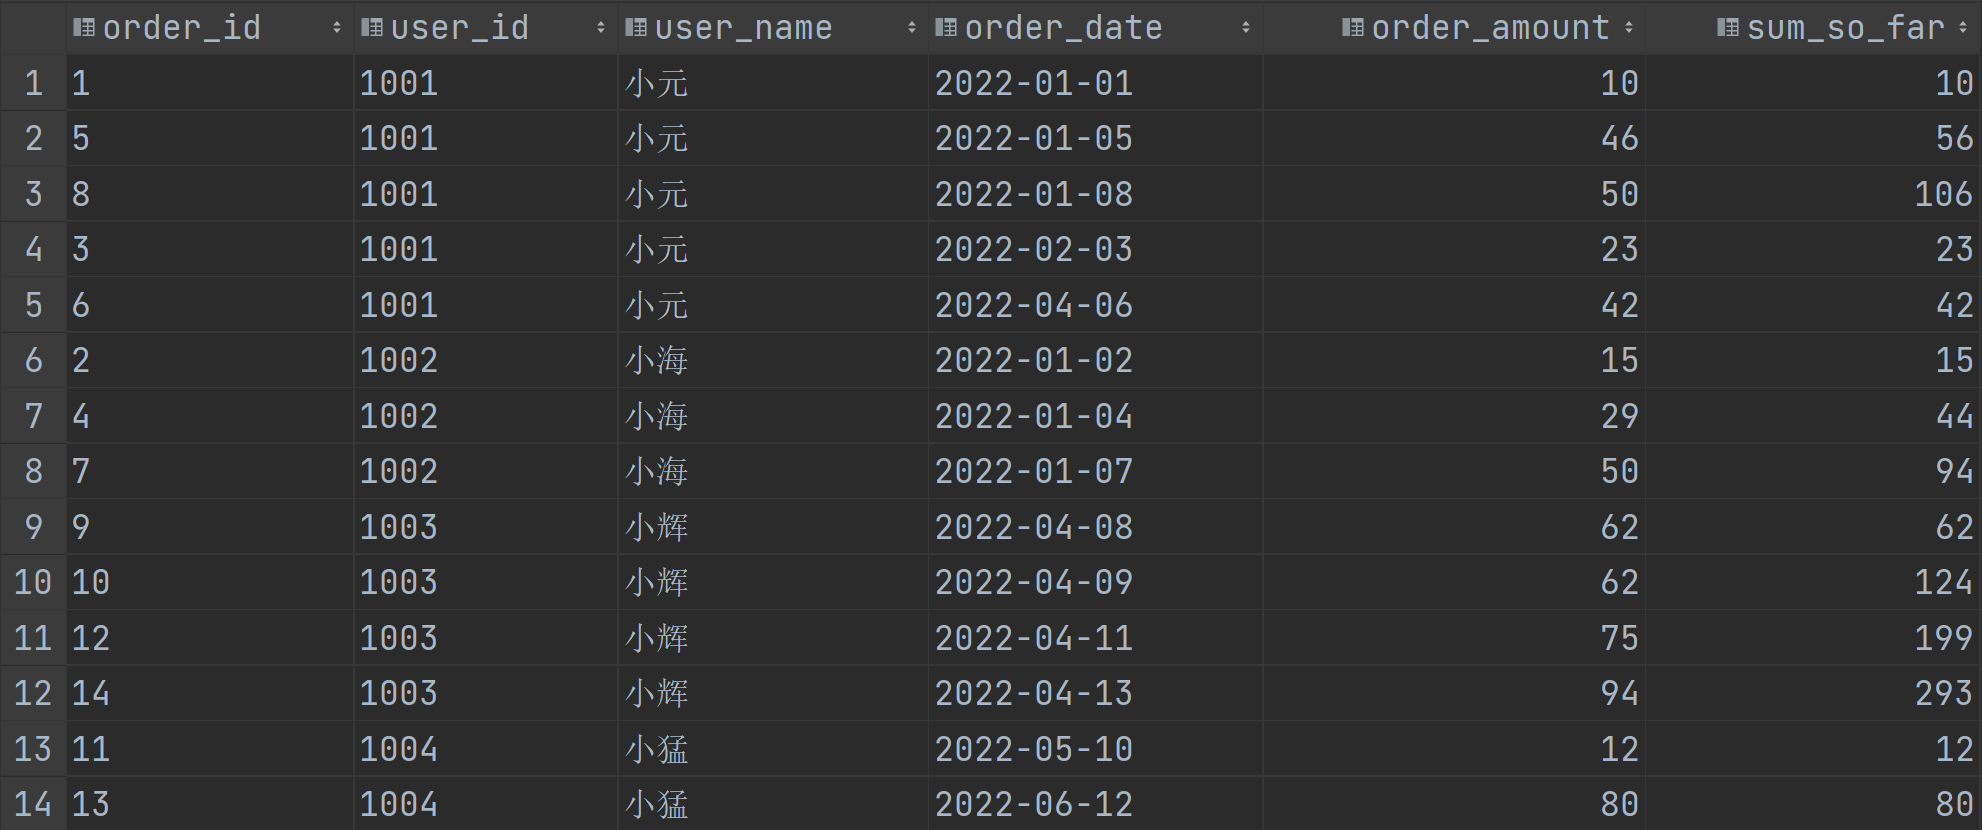 order_id user_id user_name order_date order_amount sum_so_far
1 1 1001 小元 2022-01-01 10 10
2 5 1001 小元 2022-01-05 46 56
3 8 1001 小元 2022-01-08 50 106
4 3 1001 小元 2022-02-03 23 23
5 6 1001 小元 2022-04-06 42 42
6 2 1002 小海 2022-01-02 15 15
7 4 1002 小海 2022-01-04 29 44
8 7 1002 小海 2022-01-07 50 94
9 9 1003 小辉 2022-04-08 62 62
10 10 1003 小辉 2022-04-09 62 124
11 12 1003 小辉 2022-04-11 75 199
12 14 1003 小辉 2022-04-13 94 293
13 11 1004 小猛 2022-05-10 12 12
14 13 1004 小猛 2022-06-12 80 80